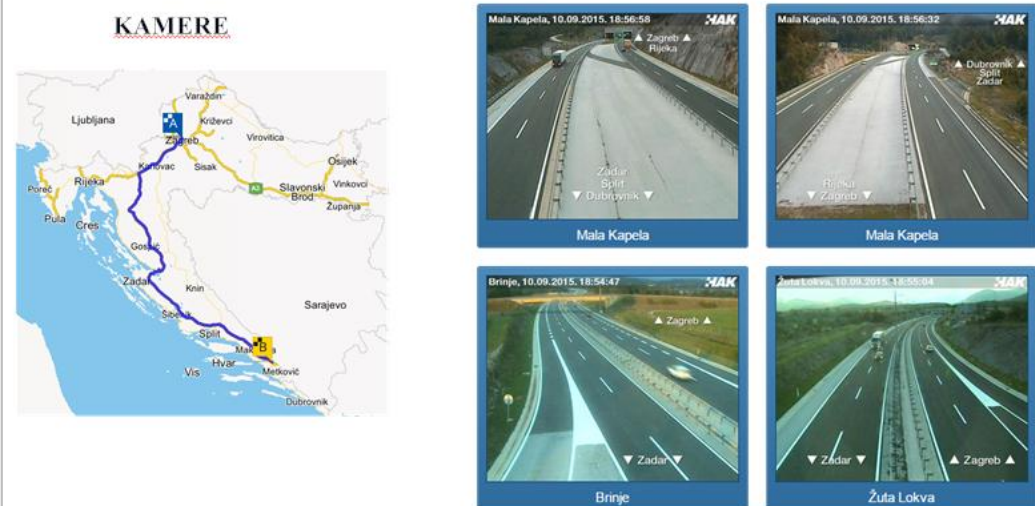 KAMERE
Ljubljana
Varaždin
A
Križevci
Zagreb
Virovitica
Karlovac
Sisak
Osijek
Rijeka
Poreč
A3
Slavonski
Brod
Vinkovci
Županja
Pula
Cres
Gospić
Zadar
Knin
Sarajevo
Šibenik
Split
B
Hvar
Vis
Metković
Dubrovnik
Mala Kapela, 10.09.2015. 18:56:58
HAK
▲ Zagreb ▲
Rijeka
Zadar
Split
▼ Dubrovnik ▼
Mala Kapela
Mala Kapela, 10.09.2015. 18:56:32
HAK
▲ Dubrovnik ▲
Split
Zadar
Rijeka
▼ Zagreb ▼
Mala Kapela
Brinje, 10.09.2015. 18:54:47
HAK
▲ Zagreb ▲
▼ Zadar ▼
Brinje
Žuta Lokva, 10.09.2015. 18:55:04
HAK
▼ Zadar ▼
▲ Zagreb ▲
Žuta Lokva